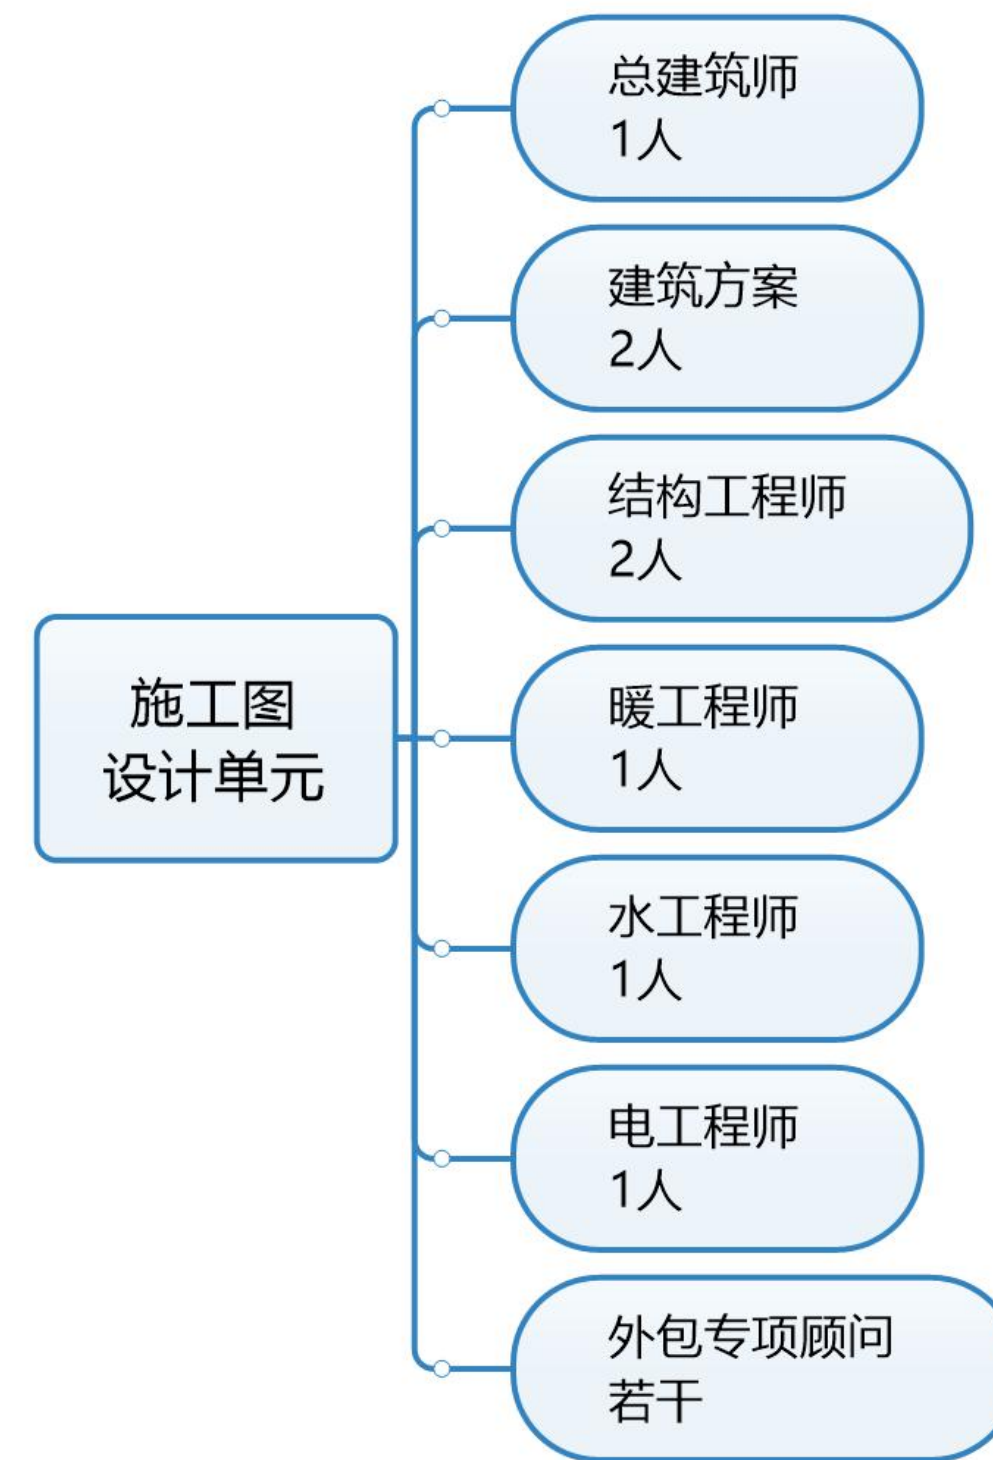 总建筑师
1人
建筑方案
2人
结构工程师
2人
施工图
设计单元
暖工程师
1人
水工程师
1人
电工程师
1人
外包专项顾问
若干